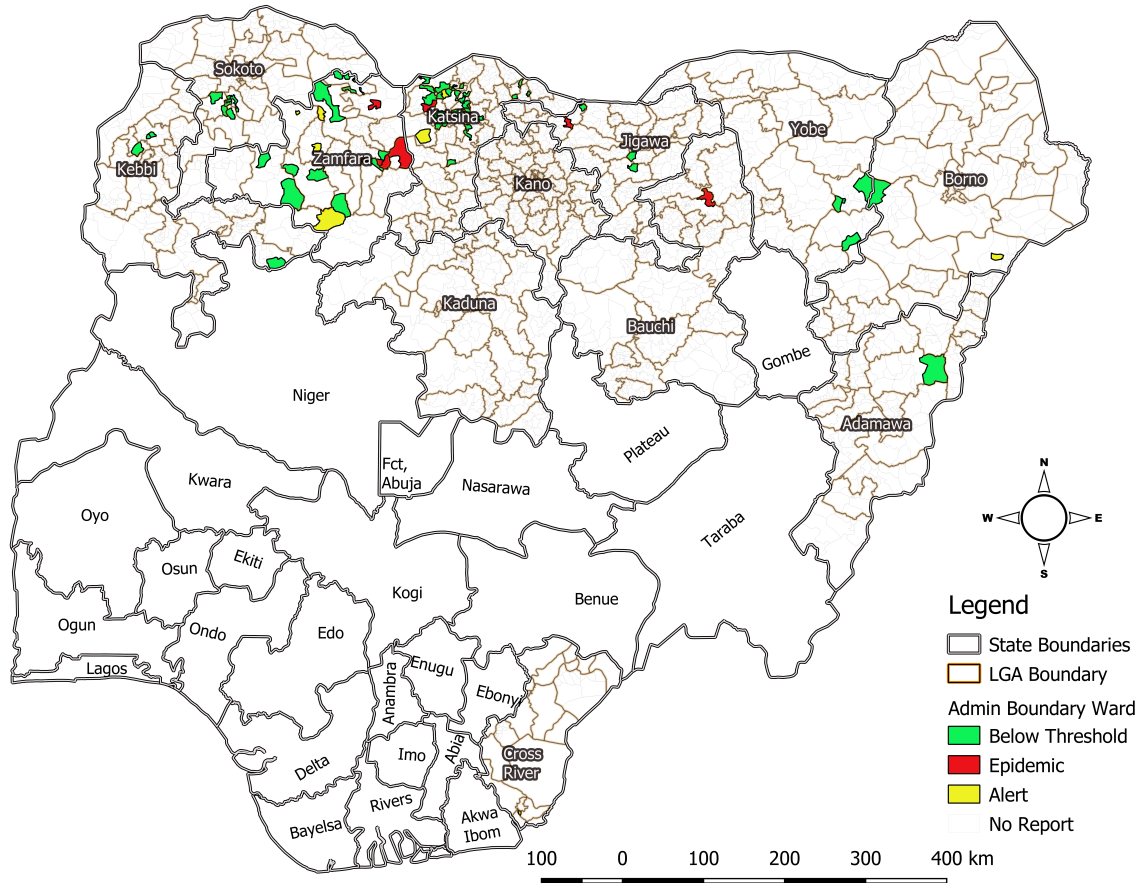 Sokoto
Katsina
Yobe
Jigawa
Zamfara
Kebbi
Kano
Borno
Kaduna
Bauchi
Gombe
Niger
Adamawa
Plateau
Fct,
Abuja
Kwara
Nasarawa
Oyo
Taraba
N
W
E
S
Ekiti
Osun
Kogi
Benue
Ogun
Ondo
Edo
Lagos
Anambra
Enugu
Ebonyi
Delta
Imo
Abia
Cross
River
Bayelsa
Rivers
Akwa
Ibom
Legend
State Boundaries
LGA Boundary
Admin Boundary Ward
Below Threshold
Epidemic
Alert
No Report
100 0 100 200 300 400 km